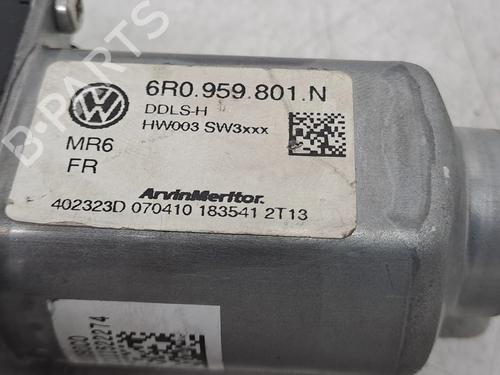 6R0.959.801.N
DDLS-H
HW003 SW3xxx
MR6
FR
ArvinMeritor.
402323D 070410 183541 2T13
B-PARTS